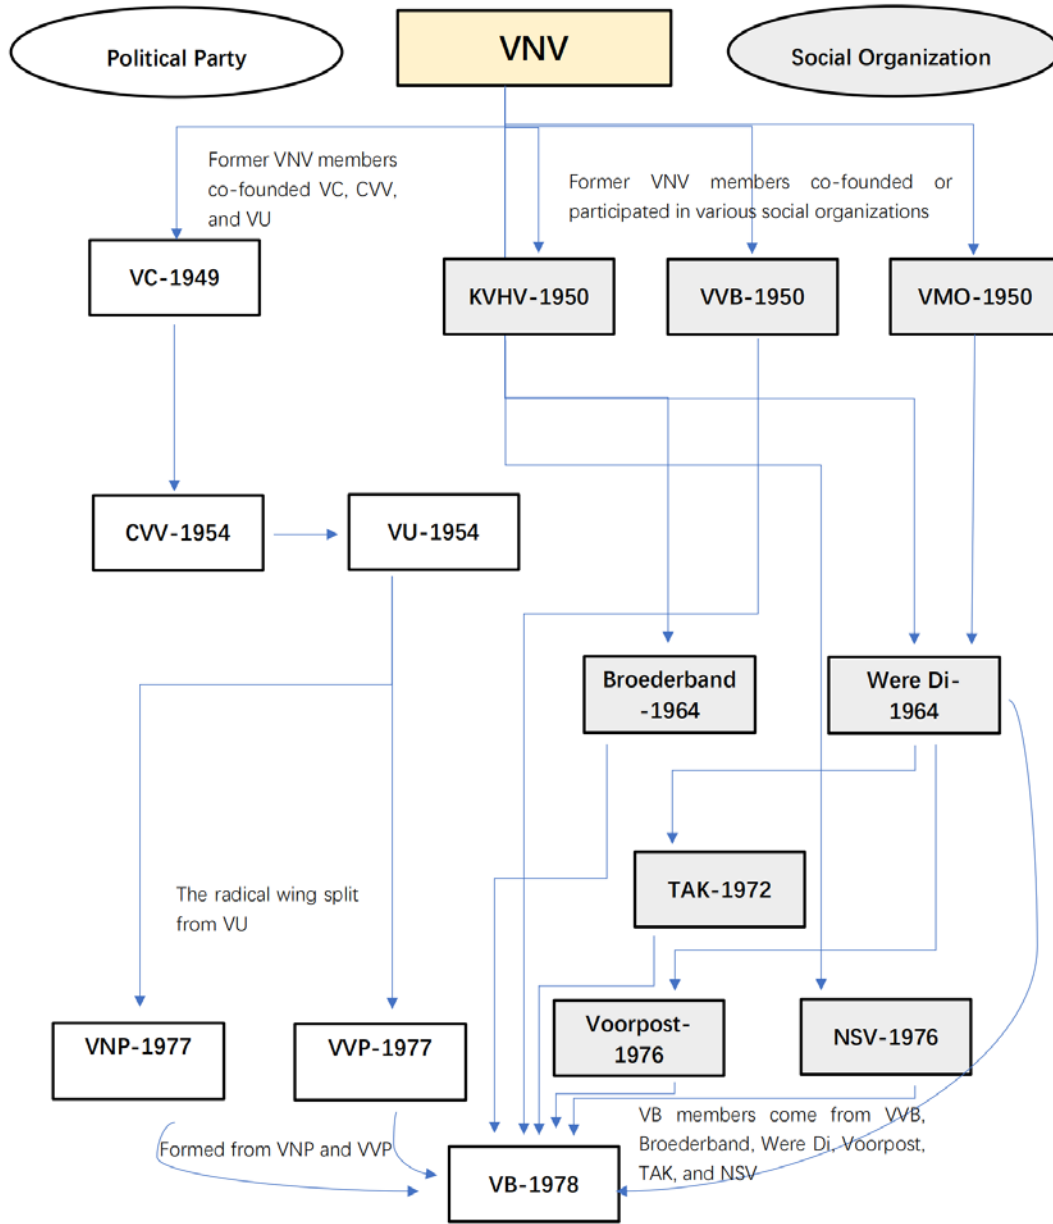 Political Party
VNV
Social Organization
Former VNV members
co-founded VC, CVV,
and VU
Former VNV members co-founded or
participated in various social organizations
VC-1949
KVHV-1950
VVB-1950
VMO-1950
CVV-1954
VU-1954
Broederband
-1964
Were Di-
1964
The radical wing split
from VU
TAK-1972
VNP-1977
VVP-1977
Voorpost-
1976
NSV-1976
Formed from VNP and VVP
VB members come from VVB,
Broederband, Were Di, Voorpost,
TAK, and NSV
VB-1978